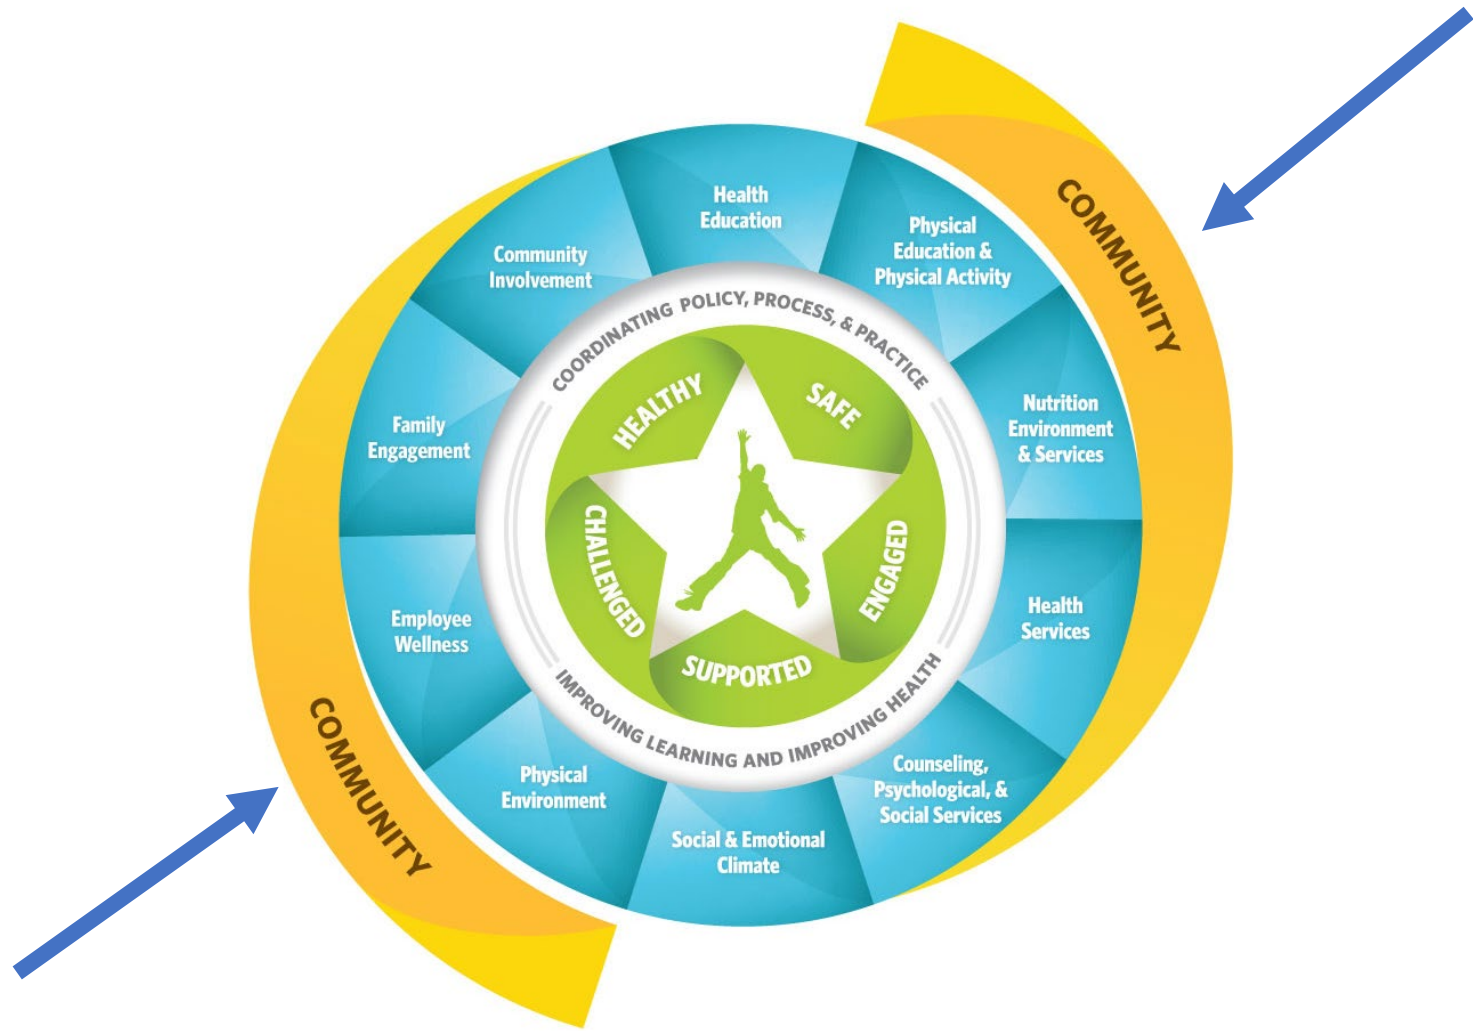 COMMUNITY
Health
Education
Physical
Education &
Physical Activity
Nutrition
Environment
& Services
Health
Services
Counseling,
Psychological, &
Social Services
Social & Emotional
Climate
Physical
Environment
Employee
Wellness
Family
Engagement
Community
Involvement
COORDINATING POLICY, PROCESS, & PRACTICE
IMPROVING LEARNING AND IMPROVING HEALTH
HEALTHY
SAFE
ENGAGED
SUPPORTED
CHALLENGED
COMMUNITY